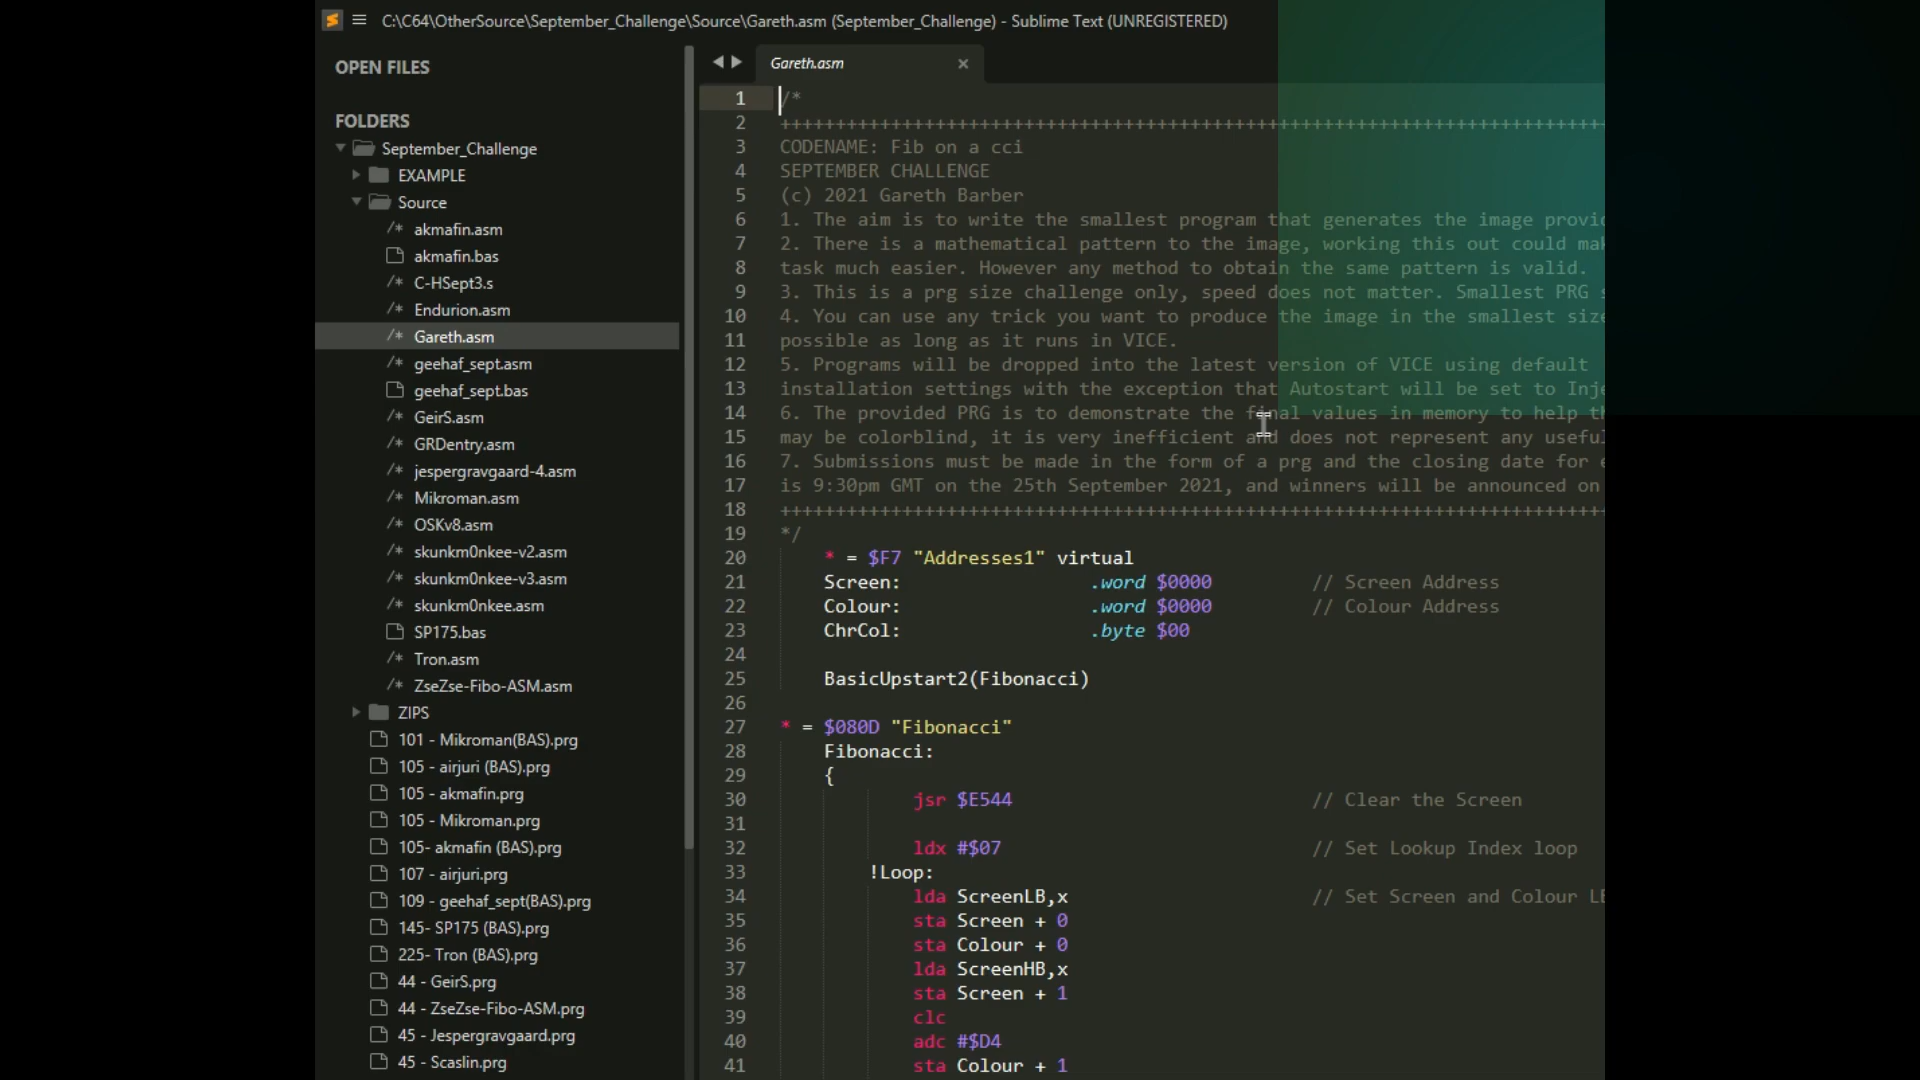 C:\C64\OtherSource\September_Challenge\Source\Gareth.asm (September_Challenge) - Sublime Text (UNREGISTERED)
OPEN FILES
FOLDERS
September_Challenge
EXAMPLE
Source
/* akmafin.asm
akmafin.bas
/* C-HSept3.s
/* Endurion.asm
/* Gareth.asm
/* geehaf_sept.asm
geehaf_sept.bas
/* GeirS.asm
/* GRDentry.asm
/* jespergravgaard-4.asm
/* Mikroman.asm
/* OSKv8.asm
/* skunkm0nkee-v2.asm
/* skunkm0nkee-v3.asm
/* skunkm0nkee.asm
SP175.bas
/* Tron.asm
/* ZseZse-Fibo-ASM.asm
ZIPS
101 - Mikroman(BAS).prg
105 - airjuri (BAS).prg
105 - akmafin.prg
105 - Mikroman.prg
105- akmafin (BAS).prg
107 - airjuri.prg
109 - geehaf_sept(BAS).prg
145- SP175 (BAS).prg
225- Tron (BAS).prg
44 - GeirS.prg
44 - ZseZse-Fibo-ASM.prg
45 - Jespergravgaard.prg
45 - Scaslin.prg
Gareth.asm
1 /*
2 ++++++++++++++++++++++++++++++++++++++++++++++++++++++++++++++++++++++++++
3 CODENAME: Fib on a cci
4 SEPTEMBER CHALLENGE
5 (c) 2021 Gareth Barber
6 1. The aim is to write the smallest program that generates the image provi
7 2. There is a mathematical pattern to the image, working this out could ma
8 task much easier. However any method to obtain the same pattern is valid.
9 3. This is a prg size challenge only, speed does not matter. Smallest PRG
10 4. You can use any trick you want to produce the image in the smallest size
11 possible as long as it runs in VICE.
12 5. Programs will be dropped into the latest version of VICE using default
13 installation settings with the exception that Autostart will be set to Inj
14 6. The provided PRG is to demonstrate the final values in memory to help th
15 may be colorblind, it is very inefficient and does not represent any useful
16 7. Submissions must be made in the form of a prg and the closing date for e
17 is 9:30pm GMT on the 25th September 2021, and winners will be announced on
18 ++++++++++++++++++++++++++++++++++++++++++++++++++++++++++++++++++++++++++
19 */
20 * = $F7 "Addresses1" virtual
21 Screen: .word $0000 // Screen Address
22 Colour: .word $0000 // Colour Address
23 ChrCol: .byte $00
24
25 BasicUpstart2(Fibonacci)
26
27 * = $080D "Fibonacci"
28 Fibonacci:
29 {
30 jsr $E544 // Clear the Screen
31
32 ldx #$07 // Set Lookup Index loop
33 !Loop:
34 lda ScreenLB,x // Set Screen and Colour LB
35 sta Screen + 0
36 sta Colour + 0
37 lda ScreenHB,x
38 sta Screen + 1
39 clc
40 adc #$D4
41 sta Colour + 1